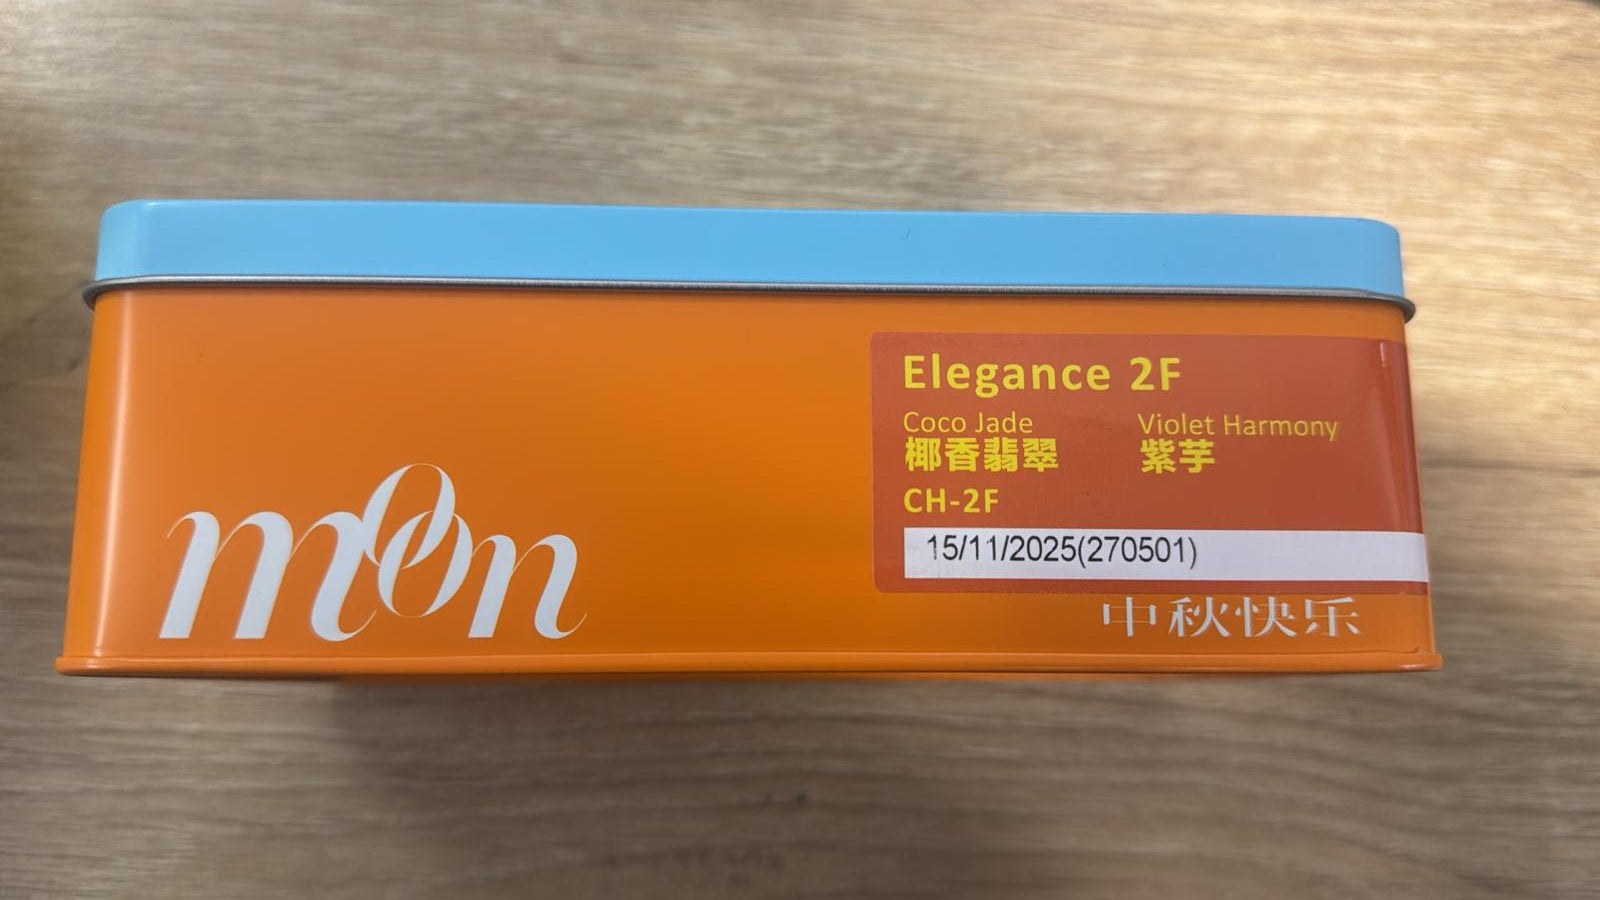 moon
Elegance 2F
Coco Jade Violet Harmony
椰香翡翠 紫芋
CH-2F
15/11/2025(270501)
中秋快乐